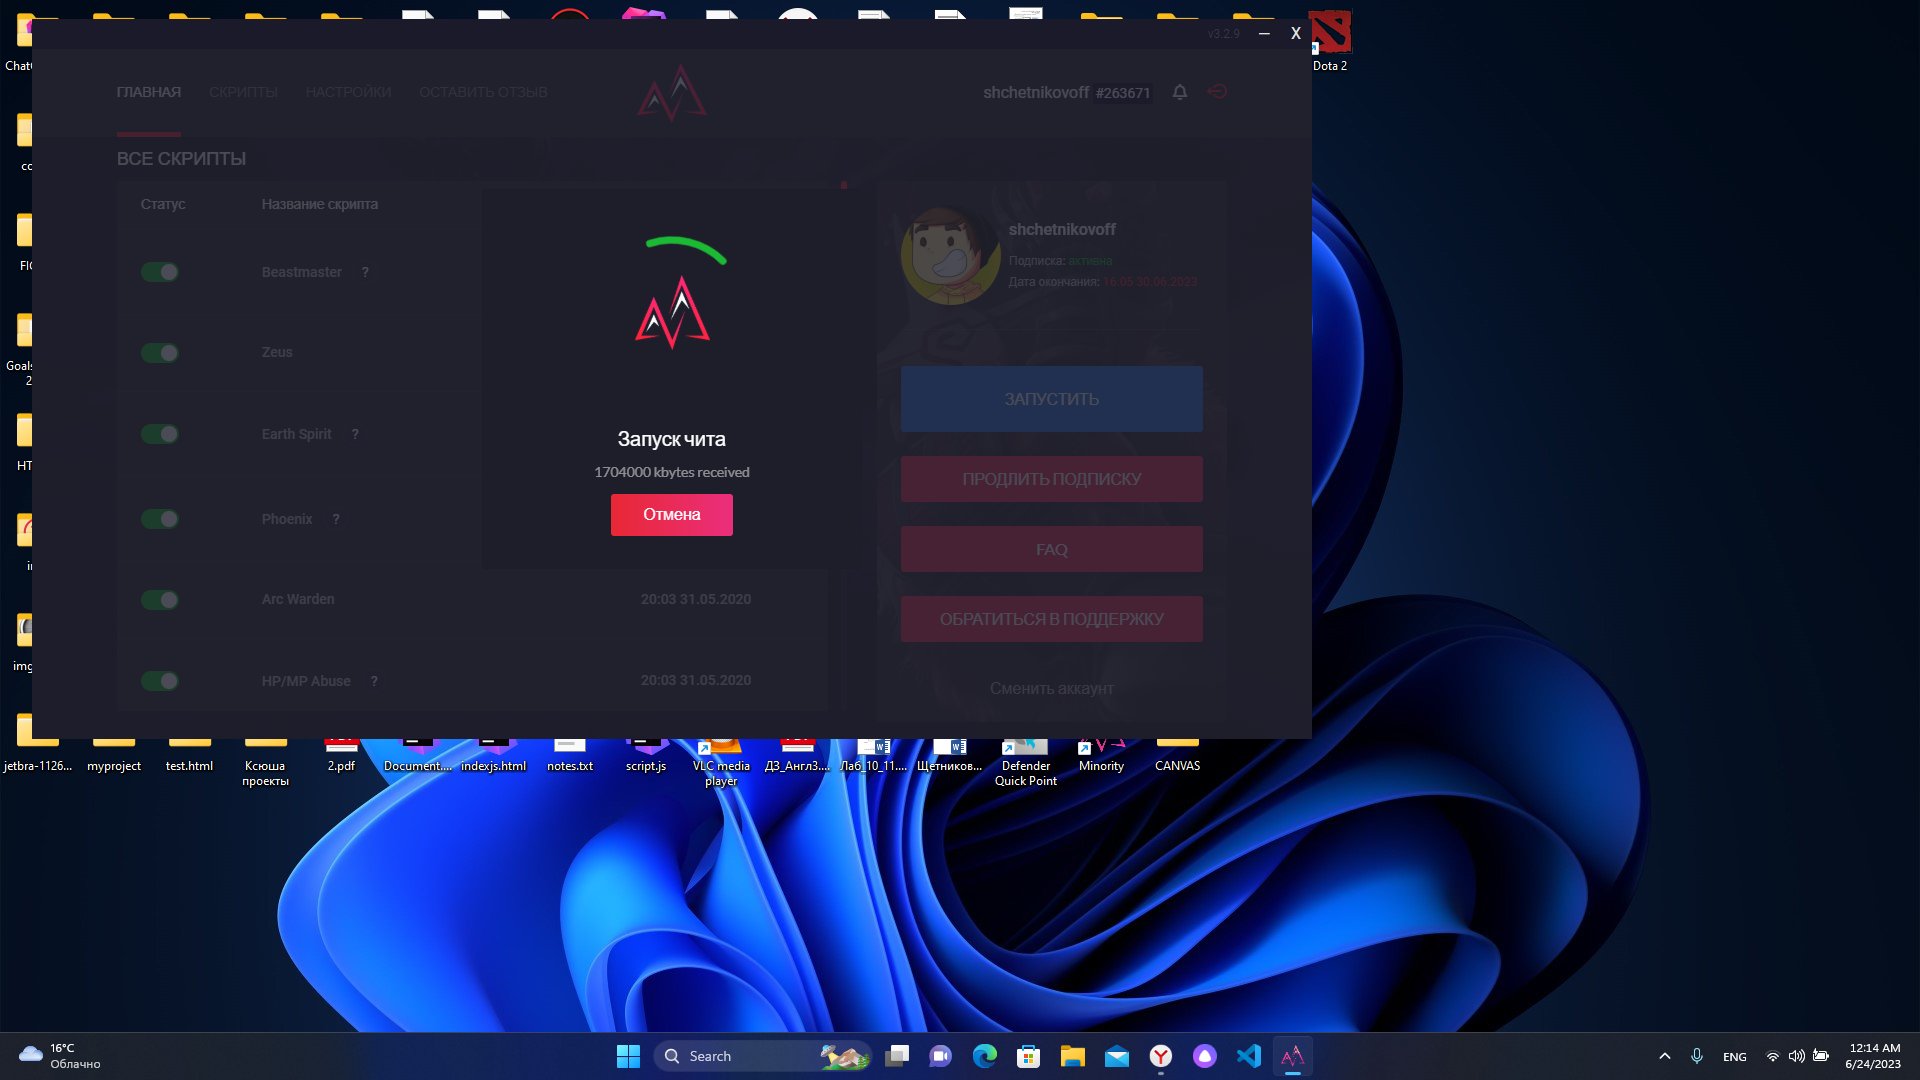 v3.2.9
X
Dota 2
ГЛАВНАЯ СКРИПТЫ НАСТРОЙКИ ОСТАВИТЬ ОТЗЫВ
shchetnikovoff #263671
ВСЕ СКРИПТЫ
Статус Название скрипта
Beastmaster ?
Zeus
Earth Spirit ?
Phoenix ?
Arc Warden 20:03 31.05.2020
HP/MP Abuse ? 20:03 31.05.2020
Запуск чита
1704000 kbytes received
Отмена
shchetnikovoff
Подписка: активна
Дата окончания: 16:05 30.06.2023
ЗАПУСТИТЬ
ПРОДЛИТЬ ПОДПИСКУ
FAQ
ОБРАТИТЬСЯ В ПОДДЕРЖКУ
Сменить аккаунт
Goals
2
img
jetbra-1126...
myproject
test.html
Ксюша
проекты
2.pdf
Document....
indexjs.html
notes.txt
script.js
VLC media
player
ДЗ_Англ3....
Лаб_10_11....
Щетников...
Defender
Quick Point
Minority
CANVAS
16°C
Облачно
Search
ENG
12:14 AM
6/24/2023